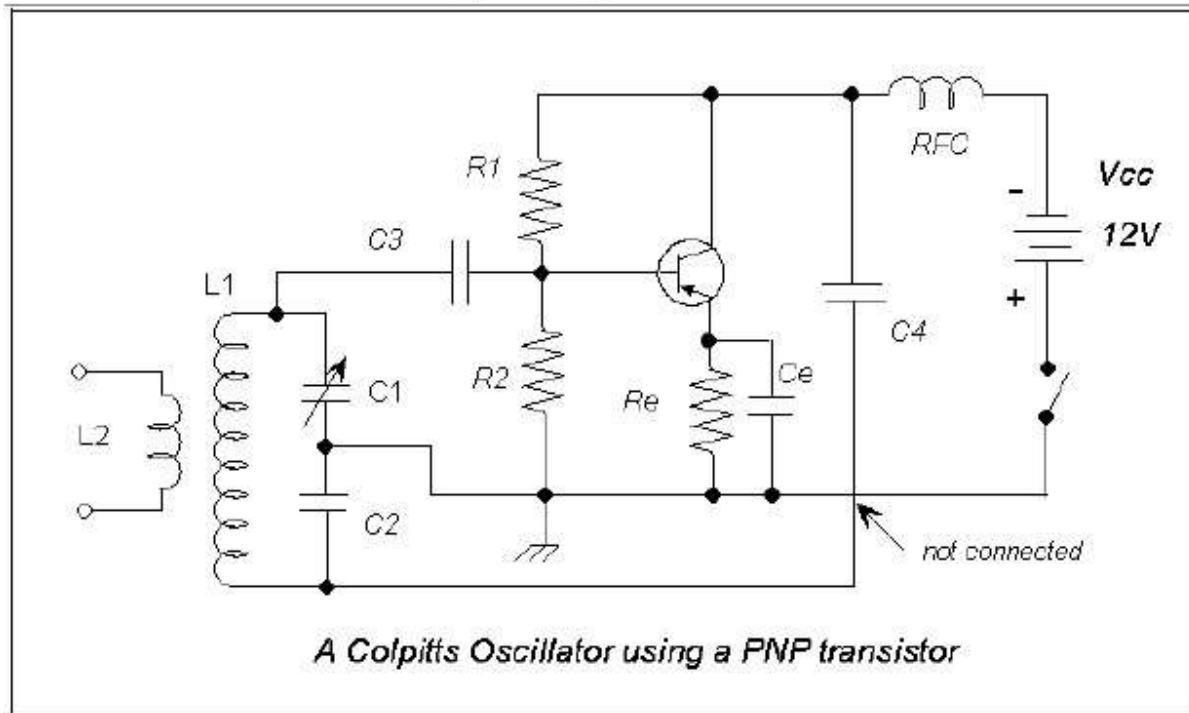 R1
RFC
Vcc
-
12V
C3
+
L1
C4
R2
Ce
C1
Re
L2
C2
not connected
A Colpitts Oscillator using a PNP transistor